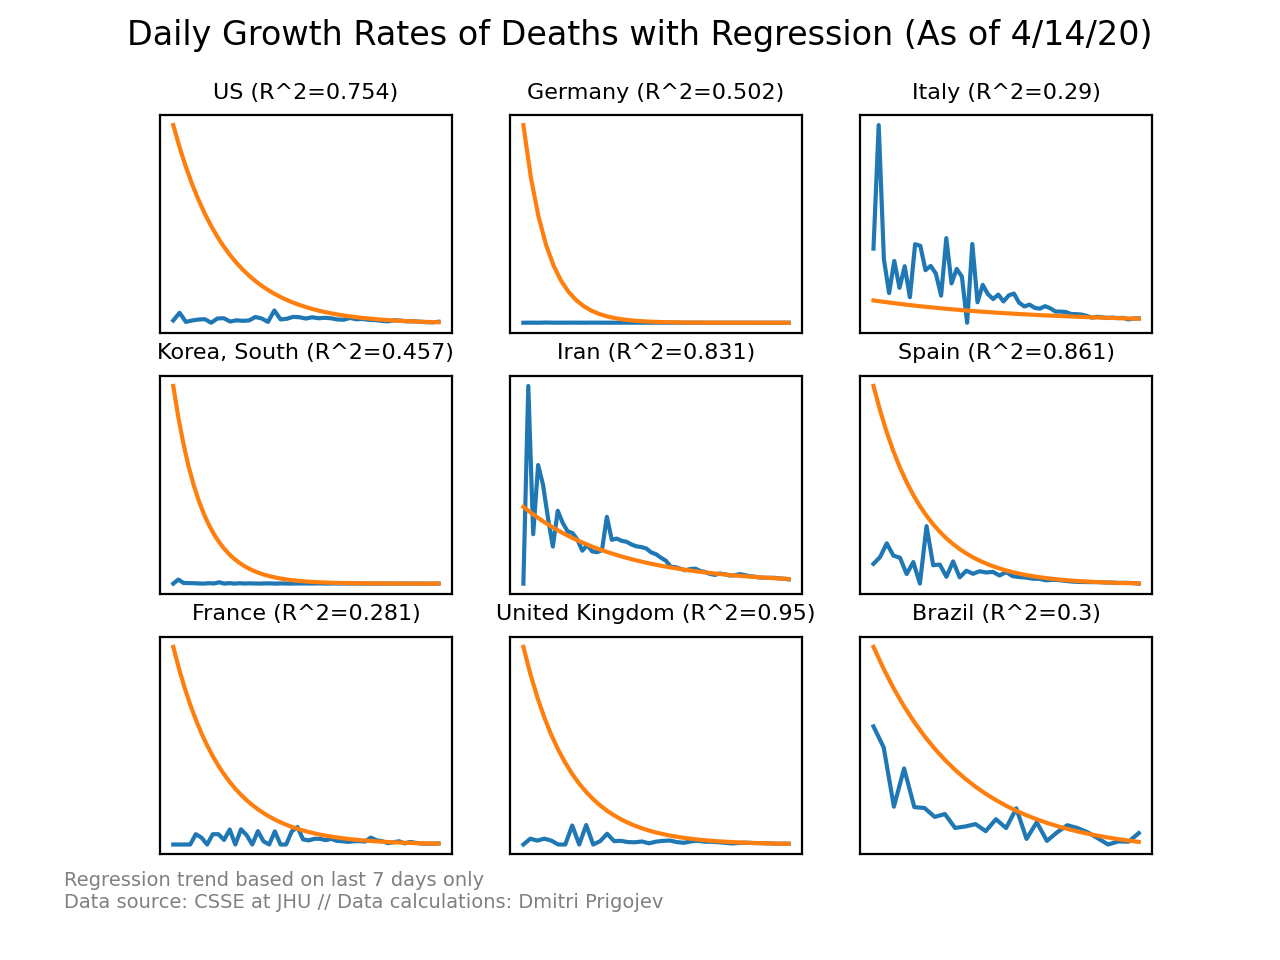 Daily Growth Rates of Deaths with Regression (As of 4/14/20)
US (R^2=0.754)
Germany (R^2=0.502)
Italy (R^2=0.29)
Korea, South (R^2=0.457)
Iran (R^2=0.831)
Spain (R^2=0.861)
France (R^2=0.281)
United Kingdom (R^2=0.95)
Brazil (R^2=0.3)
Regression trend based on last 7 days only
Data source: CSSE at JHU // Data calculations: Dmitri Prigojev